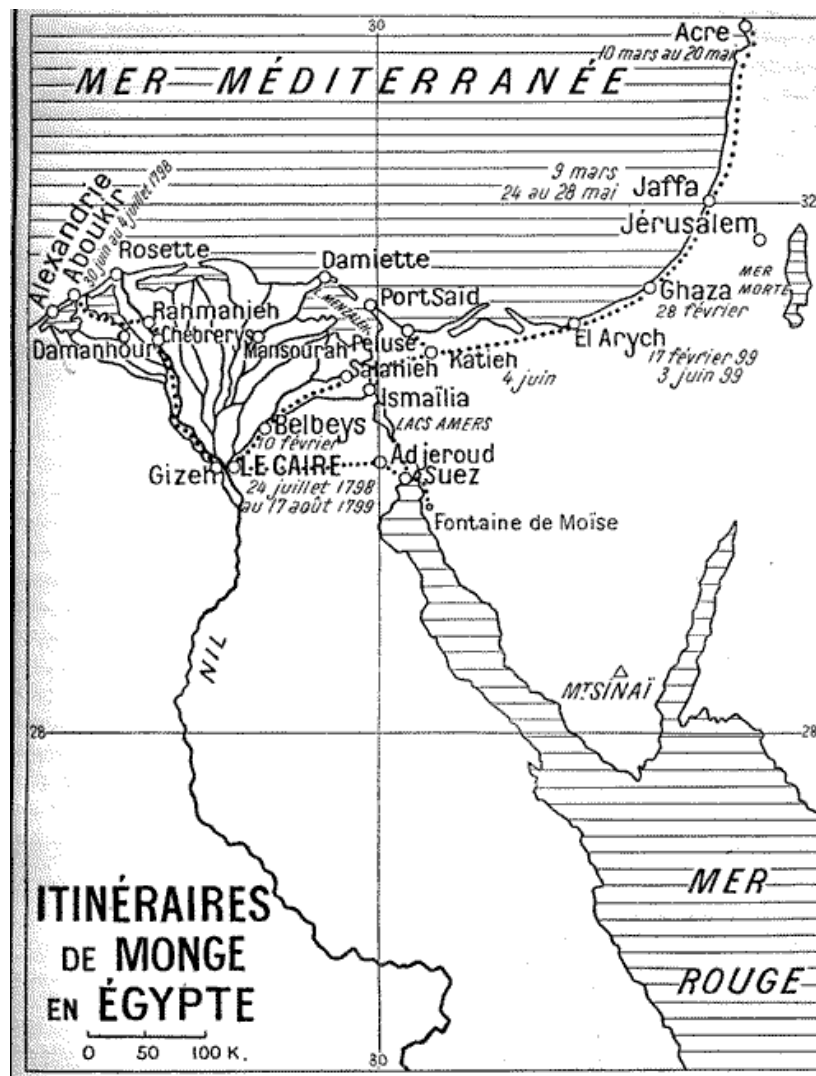 30
Acre
10 mars au 20 mai
MER MÉDITERRANÉE
9 mars
24 au 28 mai
Jaffa
32
Jérusalem
Alexandrie
Aboukir
30 juin au 4 juillet 1798
Rosette
Damiette
MENZALEH
Port Saïd
MER
MORTE
Ghaza
28 février
Rahmanieh
Chebrerys
Damanhour
Mansourah
Peluse
Salanieh
Katieh
4 juin
El Arych
17 février 99
3 juin 99
Ismaïlia
LACS AMERS
Belbeys
10 février
Adjeroud
Gizeh
LE CAIRE
Suez
24 juillet 1798
au 17 août 1799
Fontaine de Moïse
NIL
MT SINAÏ
28
28
ITINÉRAIRES
DE MONGE
EN ÉGYPTE
0 50 100 K.
MER
ROUGE
30